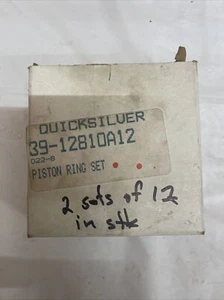 QUICKSILVER
39-12810A12
022-6
PISTON RING SET
2 sets of 12
in stk